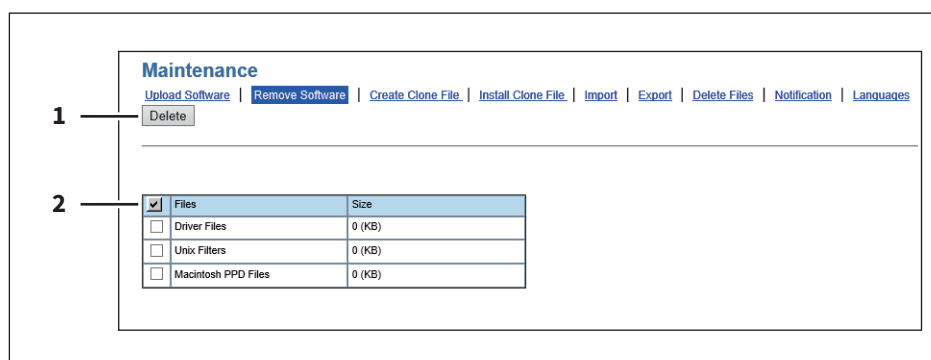 Maintenance
Upload Software | Remove Software | Create Clone File | Install Clone File | Import | Export | Delete Files | Notification | Languages
1 Delete
2 Files Size
Driver Files 0 (KB)
Unix Filters 0 (KB)
Macintosh PPD Files 0 (KB)